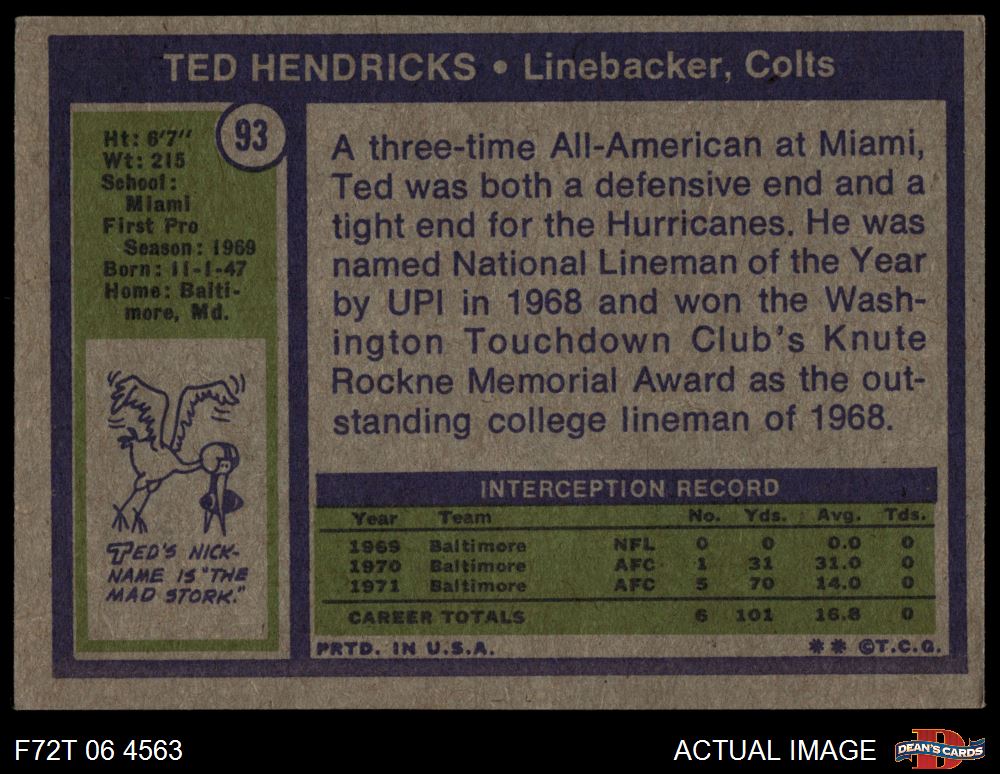 TED HENDRICKS • Linebacker, Colts
93
Ht: 6'7"
Wt: 215
School:
Miami
First Pro
Season: 1969
Born: 11-1-47
Home: Balti-
more, Md.
TED'S NICK-
NAME IS "THE
MAD STORK."
A three-time All-American at Miami,
Ted was both a defensive end and a
tight end for the Hurricanes. He was
named National Lineman of the Year
by UPI in 1968 and won the Wash-
ington Touchdown Club's Knute
Rockne Memorial Award as the out-
standing college lineman of 1968.
INTERCEPTION RECORD
Year Team No. Yds. Avg. Tds.
1969 Baltimore NFL 0 0 0.0 0
1970 Baltimore AFC 1 31 31.0 0
1971 Baltimore AFC 5 70 14.0 0
CAREER TOTALS 6 101 16.8 0
PRTD. IN U.S.A. ** ©T.C.G.
F72T 06 4563
ACTUAL IMAGE
D
DEAN'S CARDS